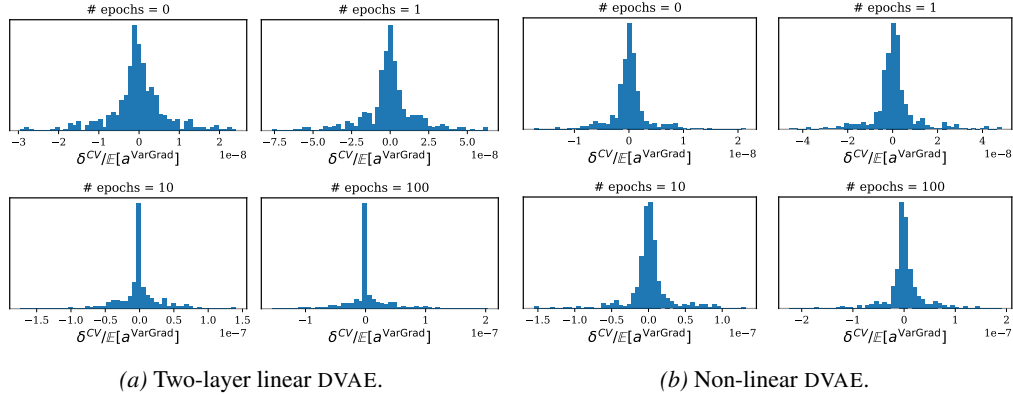 # epochs = 0
# epochs = 1
# epochs = 0
# epochs = 1
−3 −2 −1 0 1 2
1e−8
δ^CV/𝔼[a^VarGrad]
−7.5 −5.0 −2.5 0.0 2.5 5.0
1e−8
δ^CV/𝔼[a^VarGrad]
−1 0 1 2
1e−8
δ^CV/𝔼[a^VarGrad]
−4 −2 0 2 4
1e−8
δ^CV/𝔼[a^VarGrad]
# epochs = 10
# epochs = 100
# epochs = 10
# epochs = 100
−1.5 −1.0 −0.5 0.0 0.5 1.0 1.5
1e−7
δ^CV/𝔼[a^VarGrad]
−1 0 1 2
1e−7
δ^CV/𝔼[a^VarGrad]
−1.5 −1.0 −0.5 0.0 0.5 1.0
1e−7
δ^CV/𝔼[a^VarGrad]
−2 −1 0 1 2
1e−7
δ^CV/𝔼[a^VarGrad]
(a) Two-layer linear DVAE.
(b) Non-linear DVAE.